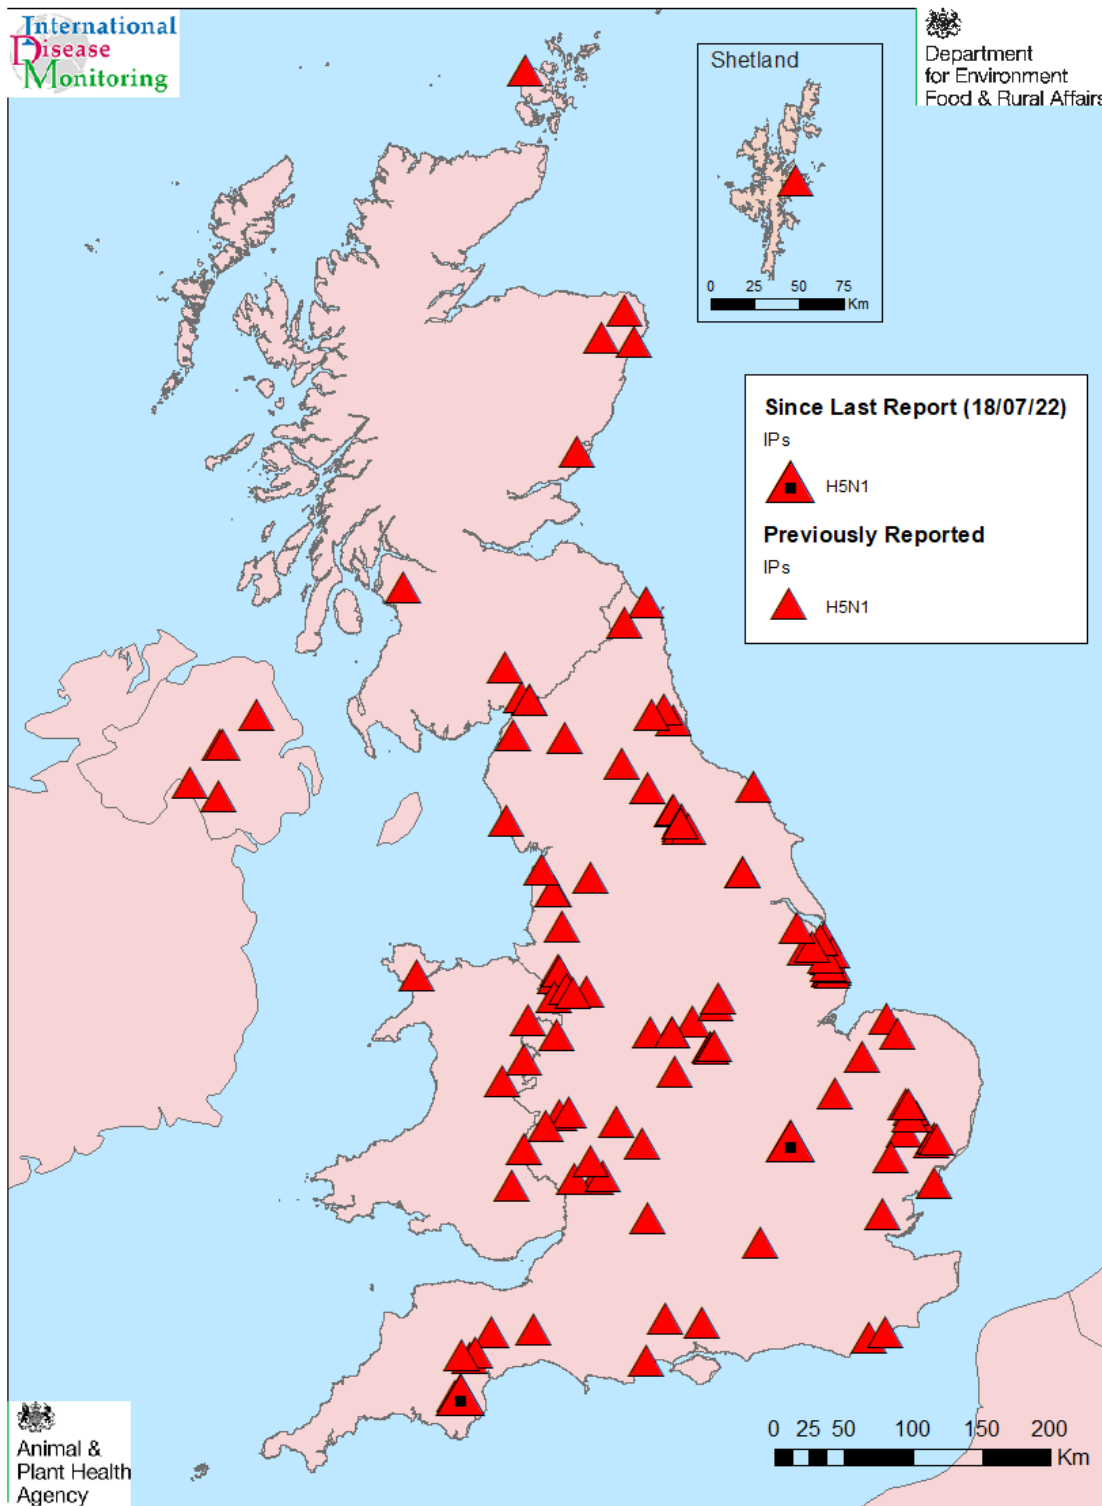 International
Disease
Monitoring
Department
for Environment
Food & Rural Affairs
Shetland
0 25 50 75
Km
Since Last Report (18/07/22)
IPs
H5N1
Previously Reported
IPs
H5N1
Animal &
Plant Health
Agency
0 25 50 100 150 200
Km